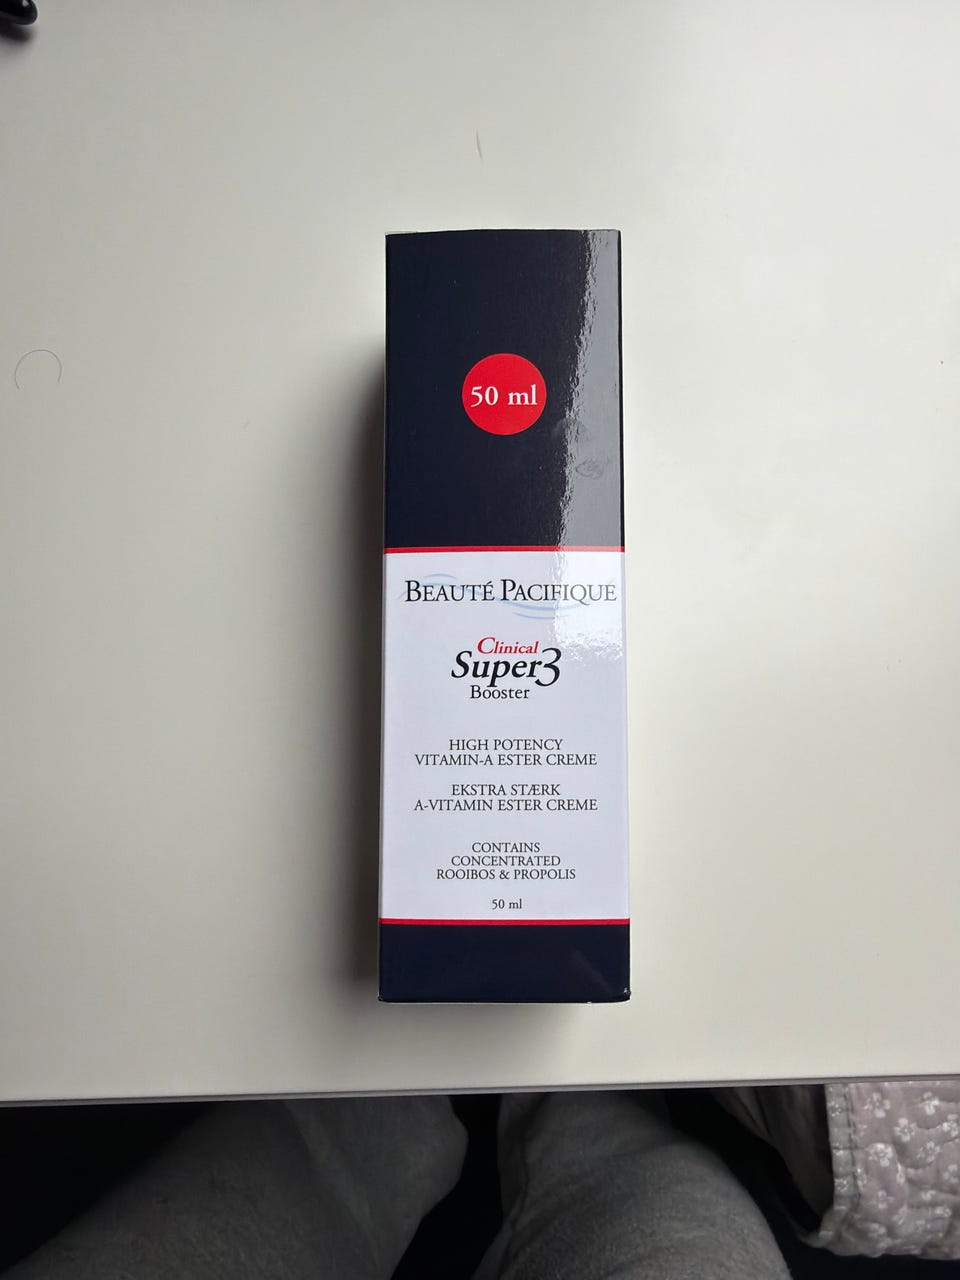 50 ml
BEAUTÉ PACIFIQUE
Clinical
Super3
Booster
HIGH POTENCY
VITAMIN-A ESTER CREME
EKSTRA STÆRK
A-VITAMIN ESTER CREME
CONTAINS
CONCENTRATED
ROOIBOS & PROPOLIS
50 ml